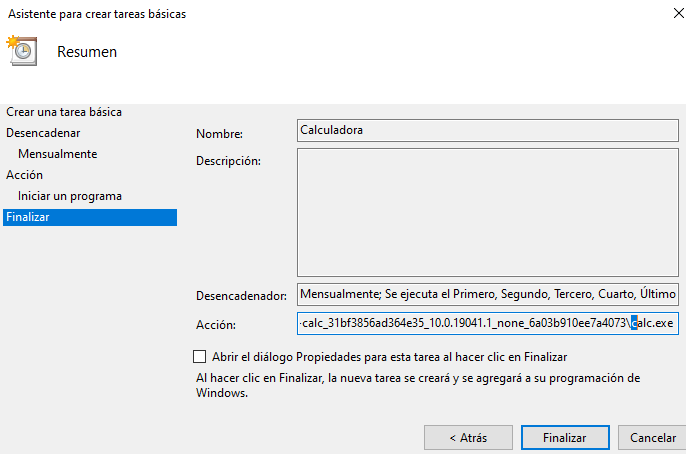 Asistente para crear tareas básicas
Resumen
Crear una tarea básica
Desencadenar
Mensualmente
Acción
Iniciar un programa
Finalizar
Nombre:
Calculadora
Descripción:
Desencadenador:
Mensualmente; Se ejecuta el Primero, Segundo, Tercero, Cuarto, Último
Acción:
-calc_31bf3856ad364e35_10.0.19041.1_none_6a03b910ee7a4073\calc.exe
Abrir el diálogo Propiedades para esta tarea al hacer clic en Finalizar
Al hacer clic en Finalizar, la nueva tarea se creará y se agregará a su programación de
Windows.
< Atrás
Finalizar
Cancelar